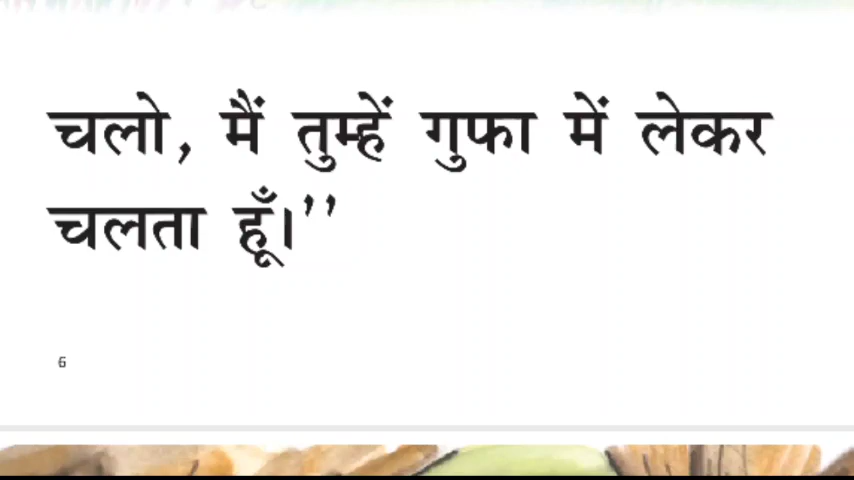 चलो, मैं तुम्हें गुफा में लेकर
चलता हूँ।’’
6